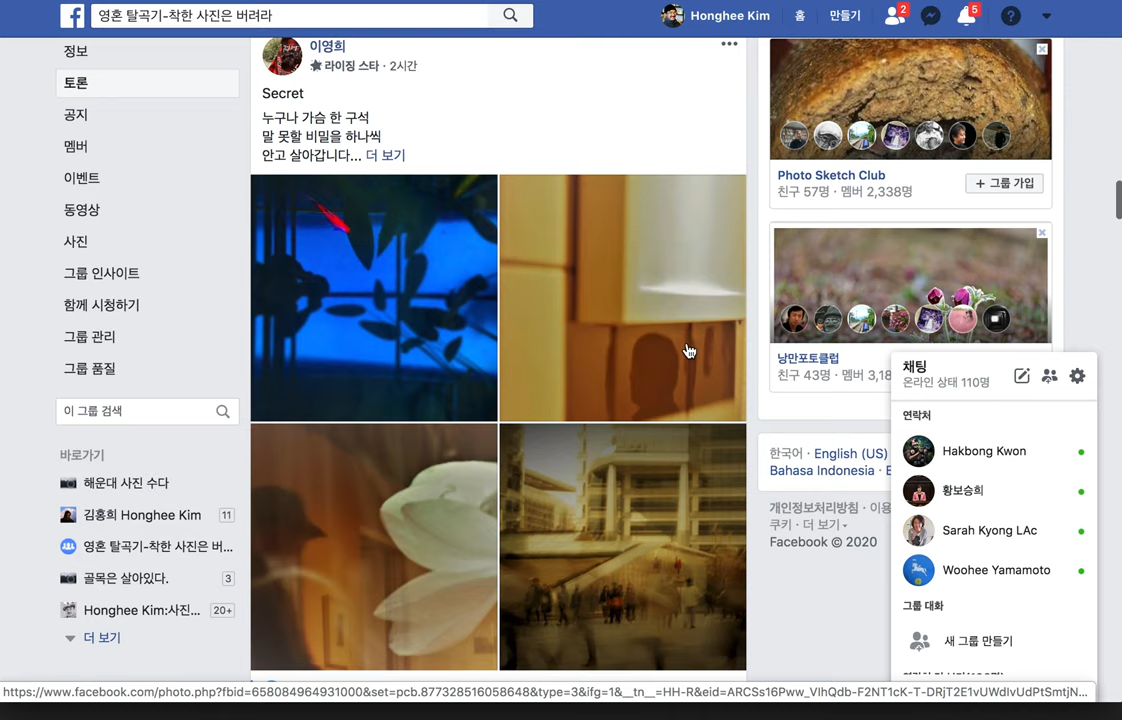 영혼 탈곡기-착한 사진은 버려라
Honghee Kim
홈
만들기
2
5
정보
토론
공지
멤버
이벤트
동영상
사진
그룹 인사이트
함께 시청하기
그룹 관리
그룹 품질
이 그룹 검색
바로가기
해운대 사진 수다
김홍희 Honghee Kim 11
영혼 탈곡기-착한 사진은 버...
골목은 살아있다. 3
Honghee Kim:사진... 20+
더 보기
이영희
라이징 스타 · 2시간
Secret
누구나 가슴 한 구석
말 못할 비밀을 하나씩
안고 살아갑니다... 더 보기
Photo Sketch Club
친구 57명 · 멤버 2,338명
+ 그룹 가입
낭만포토클럽
친구 43명 · 멤버 3,18
한국어 · English (US)
Bahasa Indonesia ·
개인정보처리방침 · 이용
쿠키 · 더 보기
Facebook © 2020
채팅
온라인 상태 110명
연락처
Hakbong Kwon
황보승희
Sarah Kyong LAc
Woohee Yamamoto
그룹 대화
새 그룹 만들기
https://www.facebook.com/photo.php?fbid=658084964931000&set=pcb.877328516058648&type=3&ifg=1&__tn__=HH-R&eid=ARCSs16Pww_VIhQdb-F2NT1cK-T-DRjT2E1vUWdIvUdPtSmtjN...